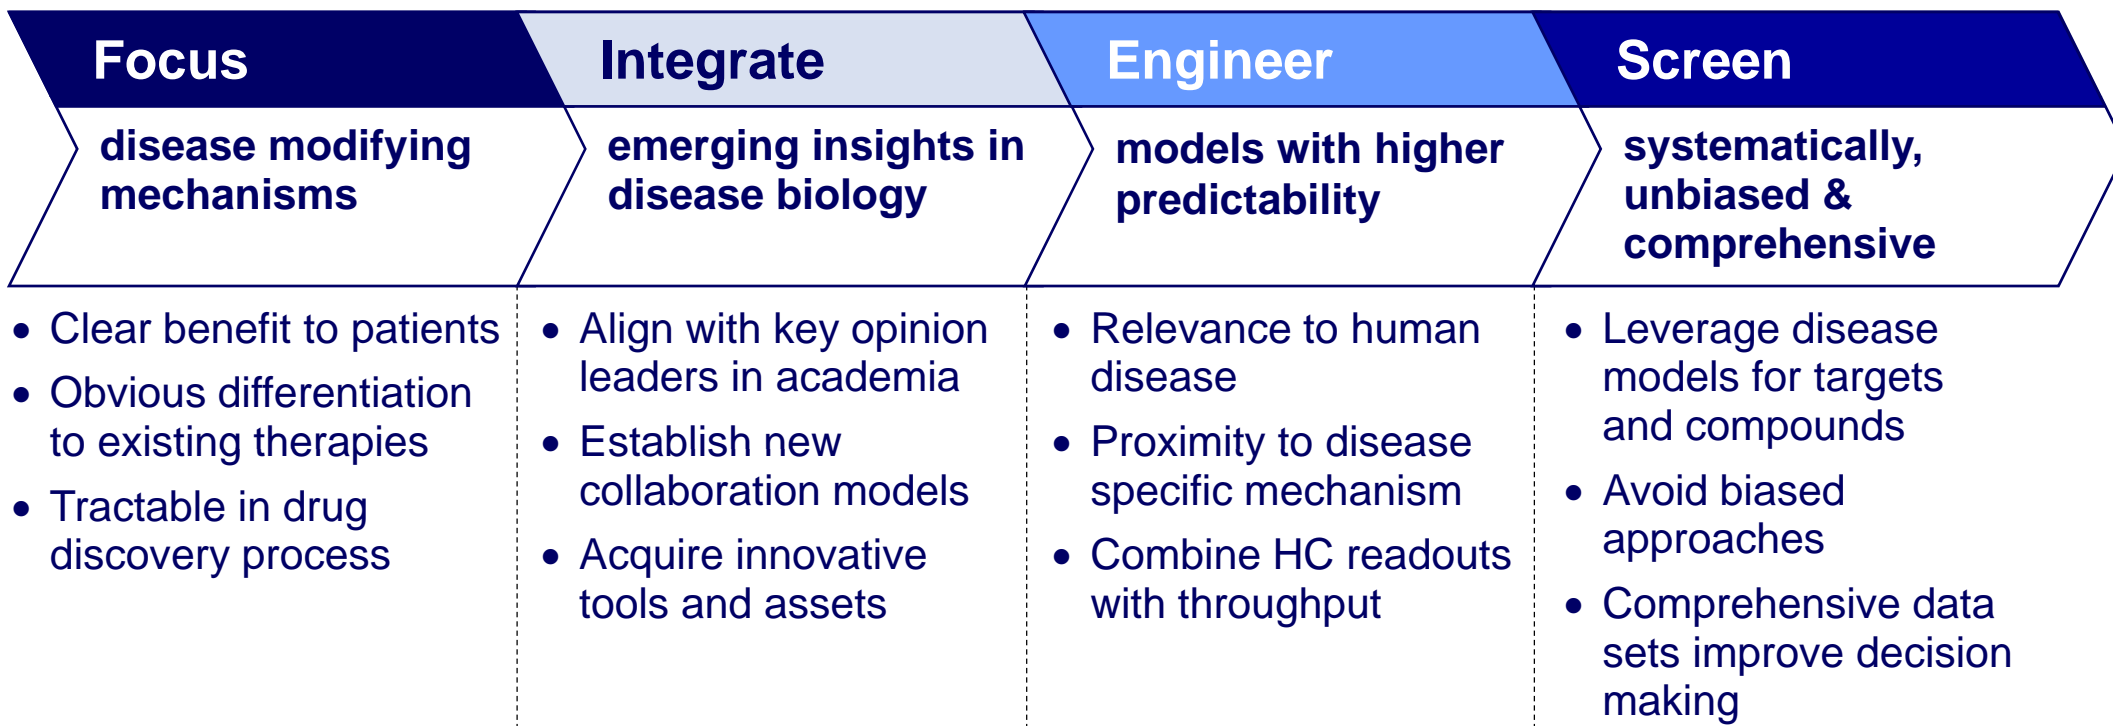 Focus
disease modifying
mechanisms
• Clear benefit to patients
• Obvious differentiation
to existing therapies
• Tractable in drug
discovery process
Integrate
emerging insights in
disease biology
• Align with key opinion
leaders in academia
• Establish new
collaboration models
• Acquire innovative
tools and assets
Engineer
models with higher
predictability
• Relevance to human
disease
• Proximity to disease
specific mechanism
• Combine HC readouts
with throughput
Screen
systematically,
unbiased &
comprehensive
• Leverage disease
models for targets
and compounds
• Avoid biased
approaches
• Comprehensive data
sets improve decision
making